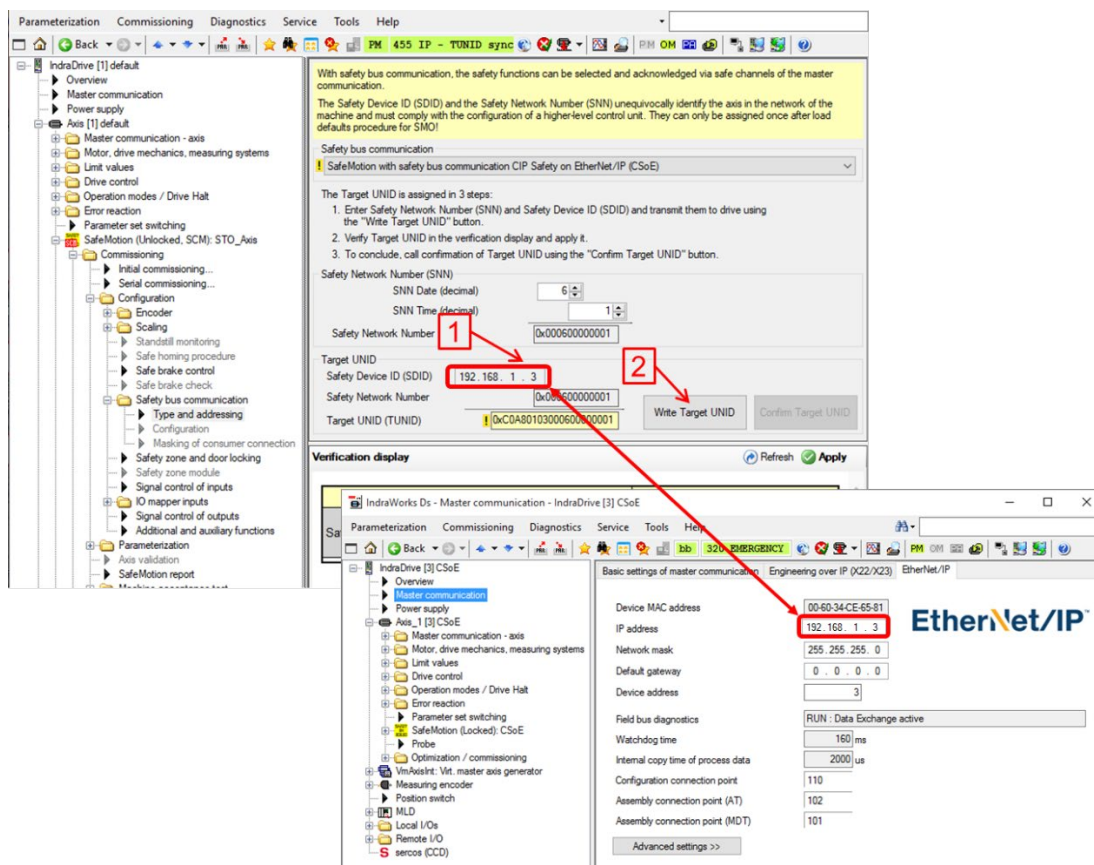 Parameterization Commissioning Diagnostics Service Tools Help
Back PM 455 IP - TUNID sync P/M OM
IndraDrive [1] default
Overview
Master communication
Power supply
Axis [1] default
Master communication - axis
Motor, drive mechanics, measuring systems
Limit values
Drive control
Operation modes / Drive Halt
Error reaction
Parameter set switching
SafeMotion (Unlocked, SCM): STO_Axis
Commissioning
Initial commissioning...
Serial commissioning...
Configuration
Encoder
Scaling
Standstill monitoring
Safe homing procedure
Safe brake control
Safe brake check
Safety bus communication
Type and addressing
Configuration
Masking of consumer connection
Safety zone and door locking
Safety zone module
Signal control of inputs
IO mapper inputs
Signal control of outputs
Additional and auxiliary functions
Parameterization
Axis validation
SafeMotion report
With safety bus communication, the safety functions can be selected and acknowledged via safe channels of the master
communication.
The Safety Device ID (SDID) and the Safety Network Number (SNN) unequivocally identify the axis in the network of the
machine and must comply with the configuration of a higher-level control unit. They can only be assigned once after load
defaults procedure for SMO!
Safety bus communication
! SafeMotion with safety bus communication CIP Safety on EtherNet/IP (CSoE)
The Target UNID is assigned in 3 steps:
1. Enter Safety Network Number (SNN) and Safety Device ID (SDID) and transmit them to drive using
the "Write Target UNID" button.
2. Verify Target UNID in the verification display and apply it.
3. To conclude, call confirmation of Target UNID using the "Confirm Target UNID" button.
Safety Network Number (SNN)
SNN Date (decimal) 6
SNN Time (decimal) 1
Safety Network Number 0x000600000001
1
Target UNID
Safety Device ID (SDID) 192.168. 1 . 3
2
Safety Network Number 0x000600000001
Write Target UNID Confirm Target UNID
Target UNID (TUNID) ! 0xC0A80103000600000001
Verification display Refresh Apply
IndraWorks Ds - Master communication - IndraDrive [3] CSoE
Parameterization Commissioning Diagnostics Service Tools Help
Back bb 320 EMERGENCY PM OM
IndraDrive [3] CSoE
Overview
Master communication
Power supply
Axis_1 [3] CSoE
Master communication - axis
Motor, drive mechanics, measuring systems
Limit values
Drive control
Operation modes / Drive Halt
Error reaction
Parameter set switching
SafeMotion (Locked): CSoE
Probe
Optimization / commissioning
VmAxisInt: Virt. master axis generator
Measuring encoder
Position switch
MLD
Local I/Os
Remote I/O
sercos (CCD)
Basic settings of master communication Engineering over IP (X22/X23) EtherNet/IP
Device MAC address 00-60-34-CE-65-81
IP address 192.168. 1 . 3
EtherNet/IP
Network mask 255.255.255. 0
Default gateway 0 . 0 . 0 . 0
Device address 3
Field bus diagnostics RUN : Data Exchange active
Watchdog time 160 ms
Internal copy time of process data 2000 us
Configuration connection point 110
Assembly connection point (AT) 102
Assembly connection point (MDT) 101
Advanced settings >>